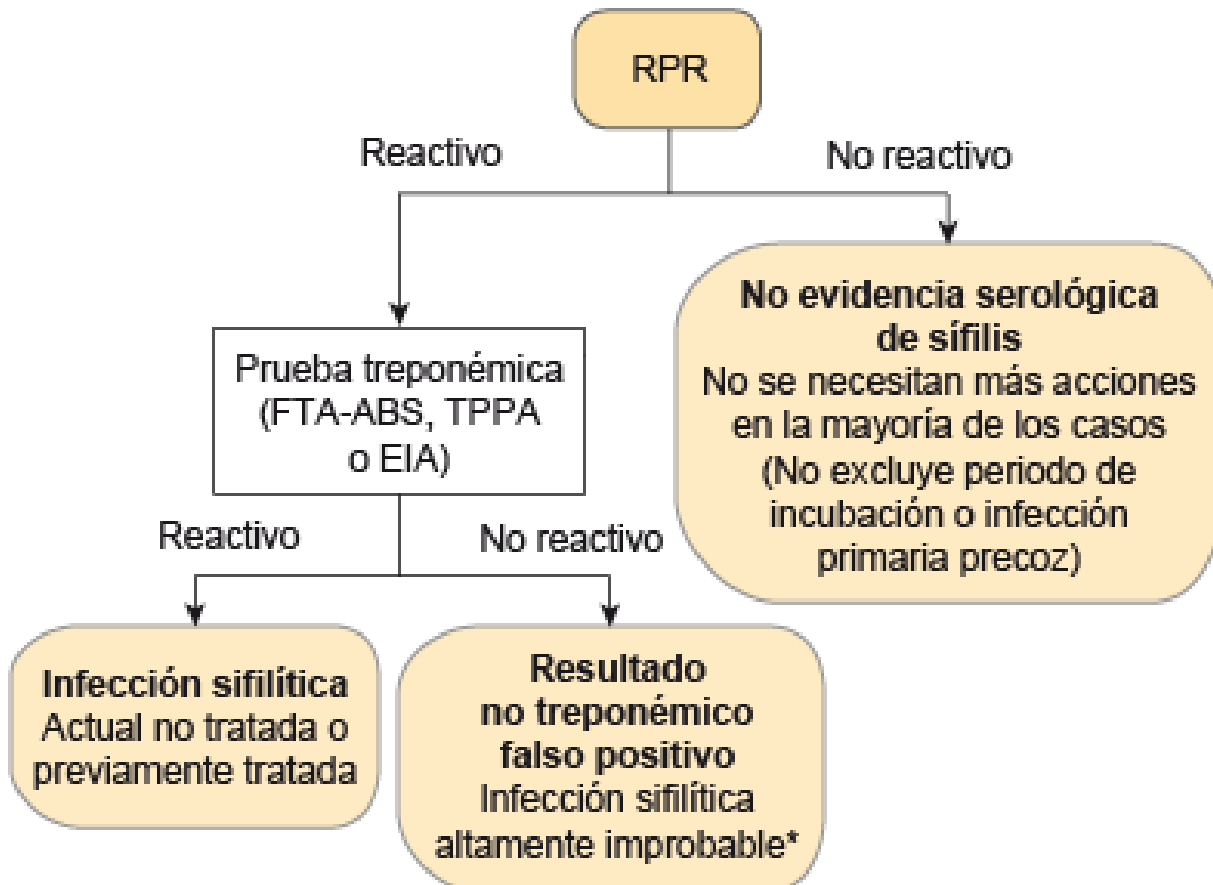 RPR
Reactivo
No reactivo
Prueba treponémica
(FTA-ABS, TPPA
o EIA)
No evidencia serológica
de sífilis
No se necesitan más acciones
en la mayoría de los casos
(No excluye periodo de
incubación o infección
primaria precoz)
Reactivo
No reactivo
Infección sifilítica
Actual no tratada o
previamente tratada
Resultado
no treponémico
falso positivo
Infección sifilítica
altamente improbable*